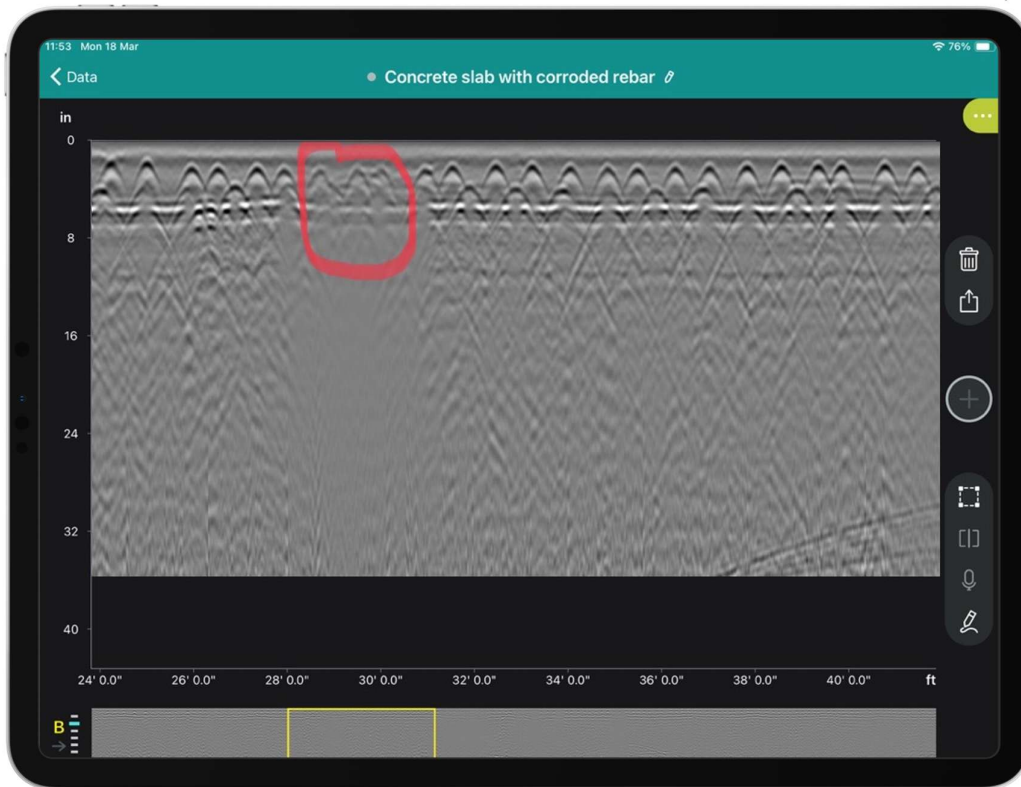 11:53 Mon 18 Mar
76%
Data
Concrete slab with corroded rebar
in
0
8
16
24
32
40
24' 0.0" 26' 0.0" 28' 0.0" 30' 0.0" 32' 0.0" 34' 0.0" 36' 0.0" 38' 0.0" 40' 0.0" ft
B